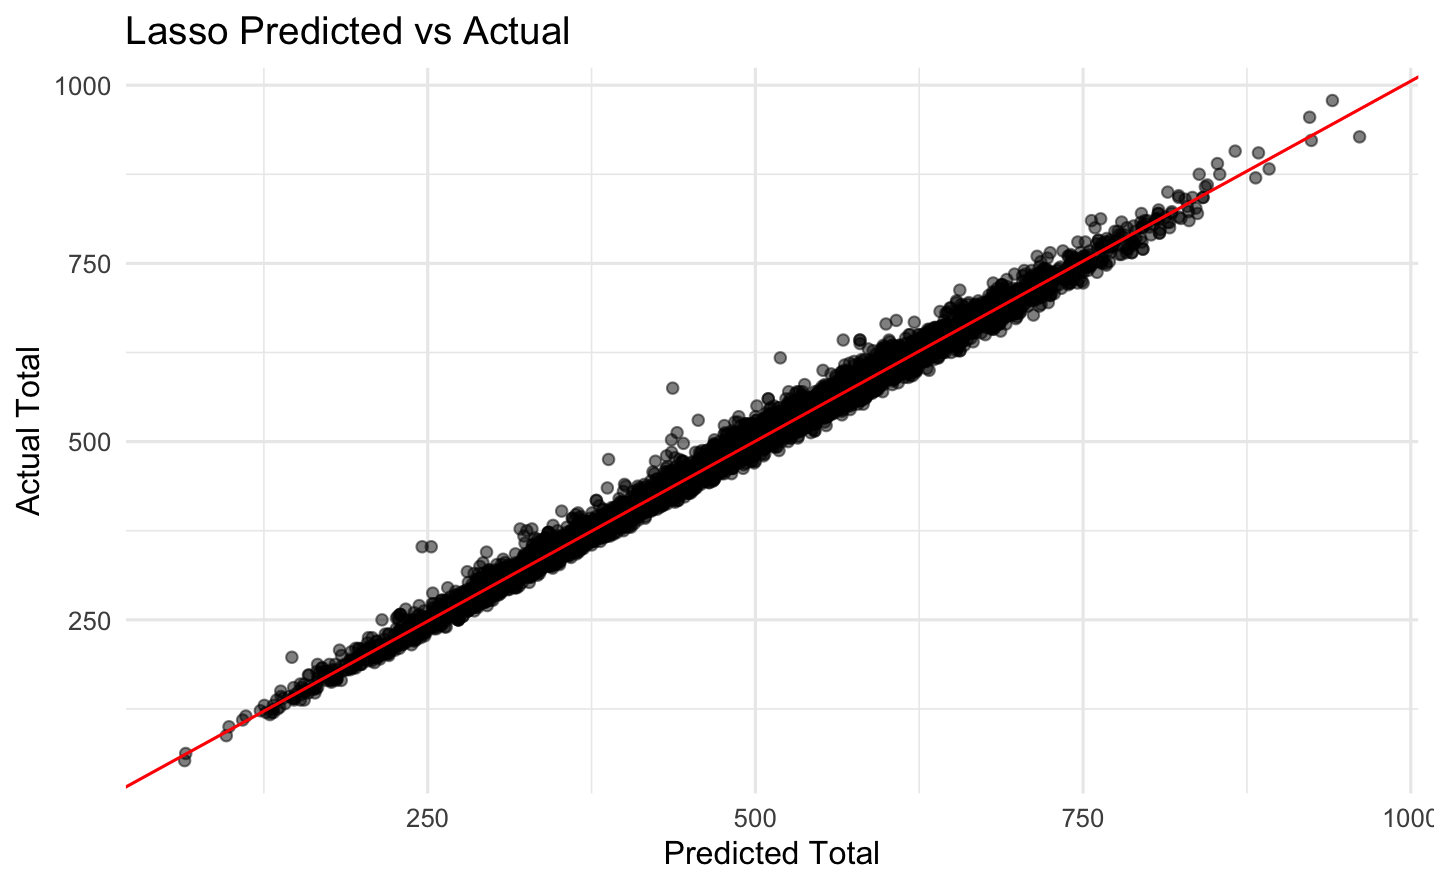 Lasso Predicted vs Actual
1000
750
500
250
Actual Total
250 500 750 1000
Predicted Total